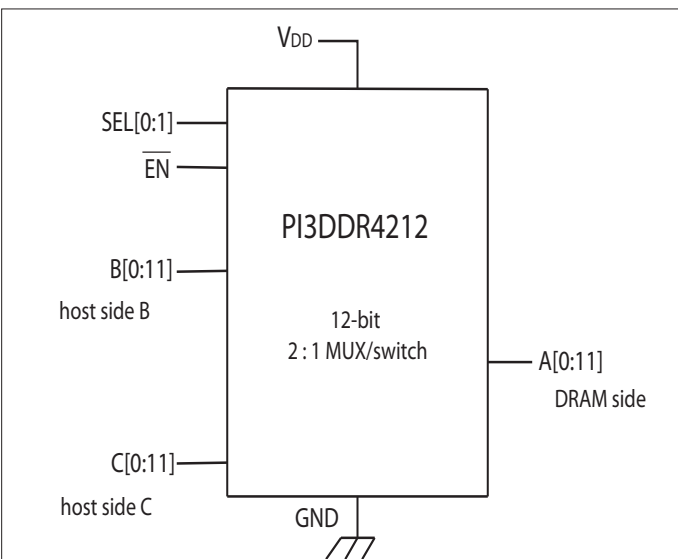 VDD
SEL[0:1]
EN
PI3DDR4212
B[0:11]
host side B
12-bit
2 : 1 MUX/switch
A[0:11]
DRAM side
C[0:11]
host side C
GND